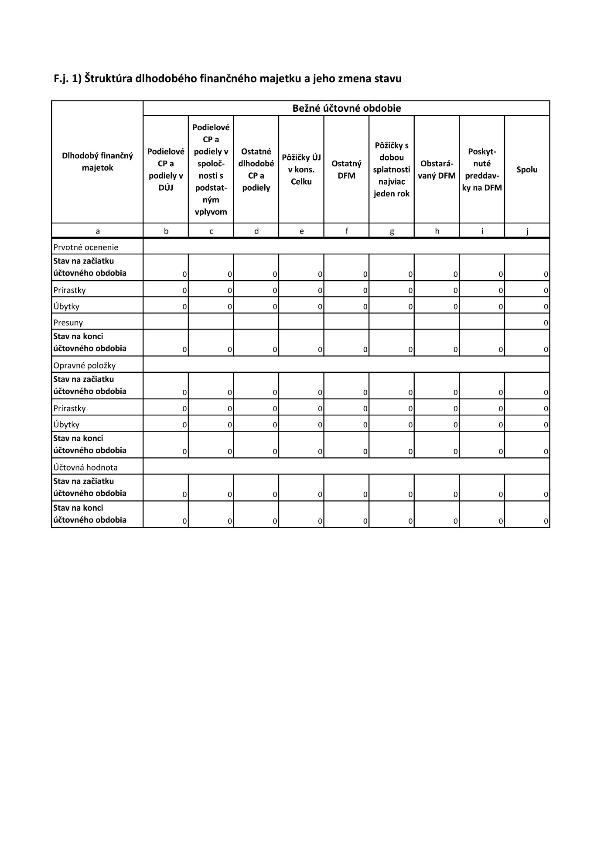 F.j. 1) Štruktúra dlhodobého finančného majetku a jeho zmena stavu
Bežné účtovné obdobie
Dlhodobý finančný
majetok
Podielové
CP a
podiely v
DÚJ
Podielové
CP a
podiely v
spoloč-
nosti s
podstat-
ným
vplyvom
Ostatné
dlhodobé
CP a
podiely
Pôžičky ÚJ
v kons.
Celku
Ostatný
DFM
Pôžičky s
dobou
splatnosti
najviac
jeden rok
Obstará-
vaný DFM
Poskyt-
nuté
preddav-
ky na DFM
Spolu
a b c d e f g h i j
Prvotné ocenenie
Stav na začiatku
účtovného obdobia 0 0 0 0 0 0 0 0 0
Prírastky 0 0 0 0 0 0 0 0 0
Úbytky 0 0 0 0 0 0 0 0 0
Presuny 0
Stav na konci
účtovného obdobia 0 0 0 0 0 0 0 0 0
Opravné položky
Stav na začiatku
účtovného obdobia 0 0 0 0 0 0 0 0 0
Prírastky 0 0 0 0 0 0 0 0 0
Úbytky 0 0 0 0 0 0 0 0 0
Stav na konci
účtovného obdobia 0 0 0 0 0 0 0 0 0
Účtovná hodnota
Stav na začiatku
účtovného obdobia 0 0 0 0 0 0 0 0 0
Stav na konci
účtovného obdobia 0 0 0 0 0 0 0 0 0